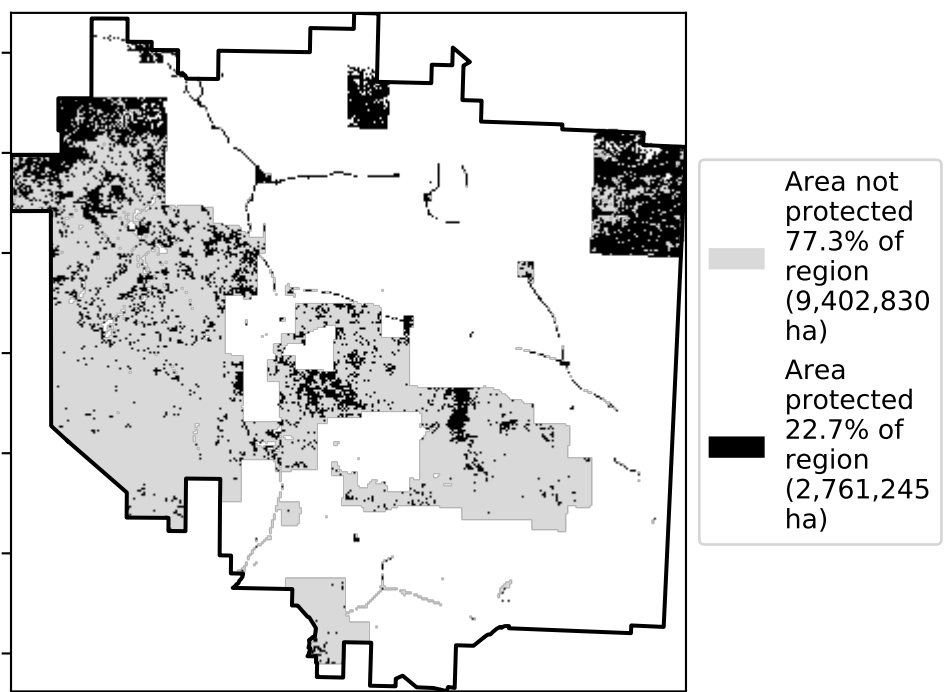 Area not
protected
77.3% of
region
(9,402,830
ha)
Area
protected
22.7% of
region
(2,761,245
ha)